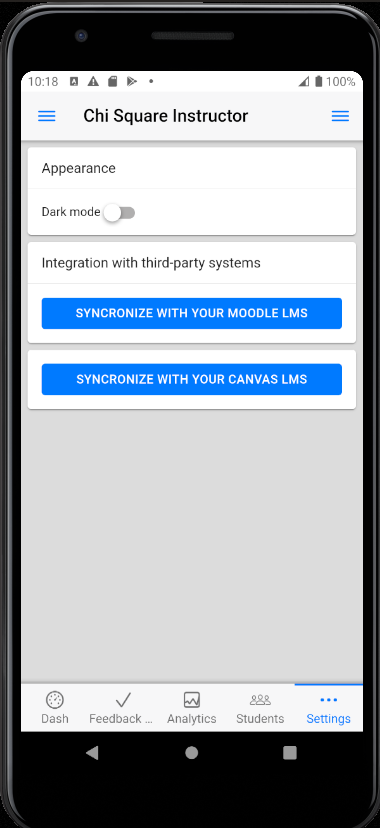 10:18 100%
Chi Square Instructor
Appearance
Dark mode
Integration with third-party systems
SYNCRONIZE WITH YOUR MOODLE LMS
SYNCRONIZE WITH YOUR CANVAS LMS
Dash Feedback ... Analytics Students Settings